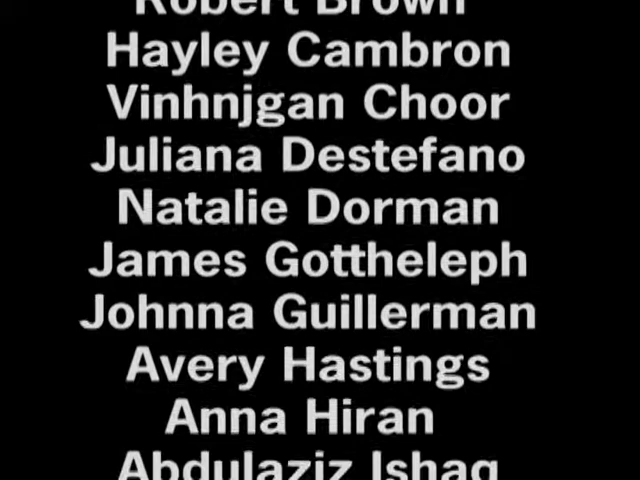 Robert Brown
Hayley Cambron
Vinhnjgan Choor
Juliana Destefano
Natalie Dorman
James Gottheleph
Johnna Guillerman
Avery Hastings
Anna Hiran
Abdulaziz Ishaq